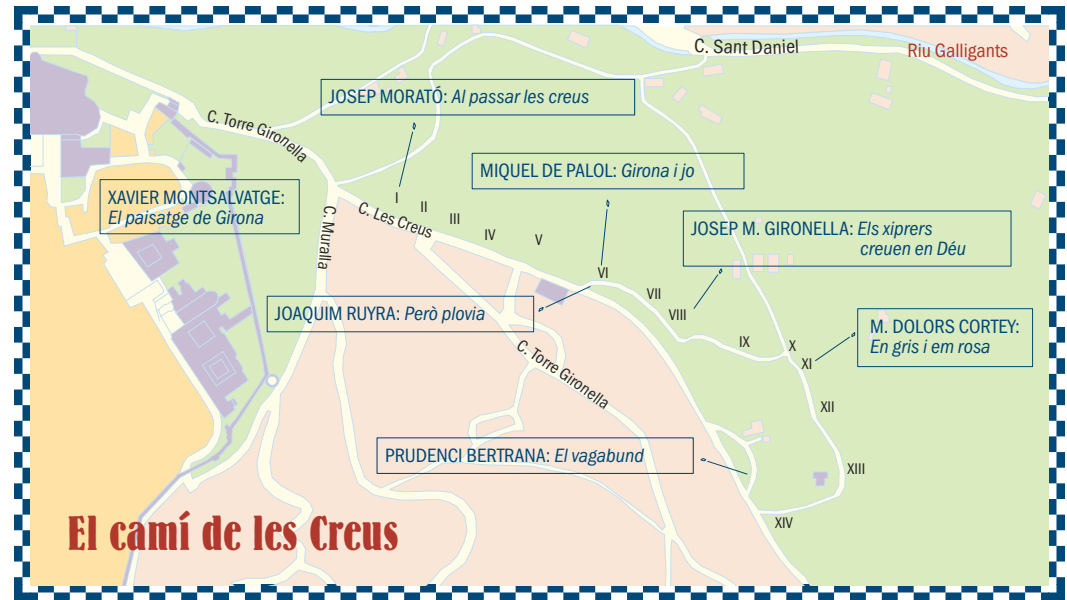 C. Sant Daniel
Riu Galligants
JOSEP MORATÓ: Al passar les creus
C. Torre Gironella
MIQUEL DE PALOL: Girona i jo
XAVIER MONTSALVATGE:
El paisatge de Girona
I
II
III
IV
V
C. Les Creus
C. Muralla
JOSEP M. GIRONELLA: Els xiprers
creuen en Déu
VI
VII
VIII
JOAQUIM RUYRA: Però plovia
IX
X
XI
M. DOLORS CORTEY:
En gris i em rosa
C. Torre Gironella
XII
PRUDENCI BERTRANA: El vagabund
XIII
XIV
El camí de les Creus